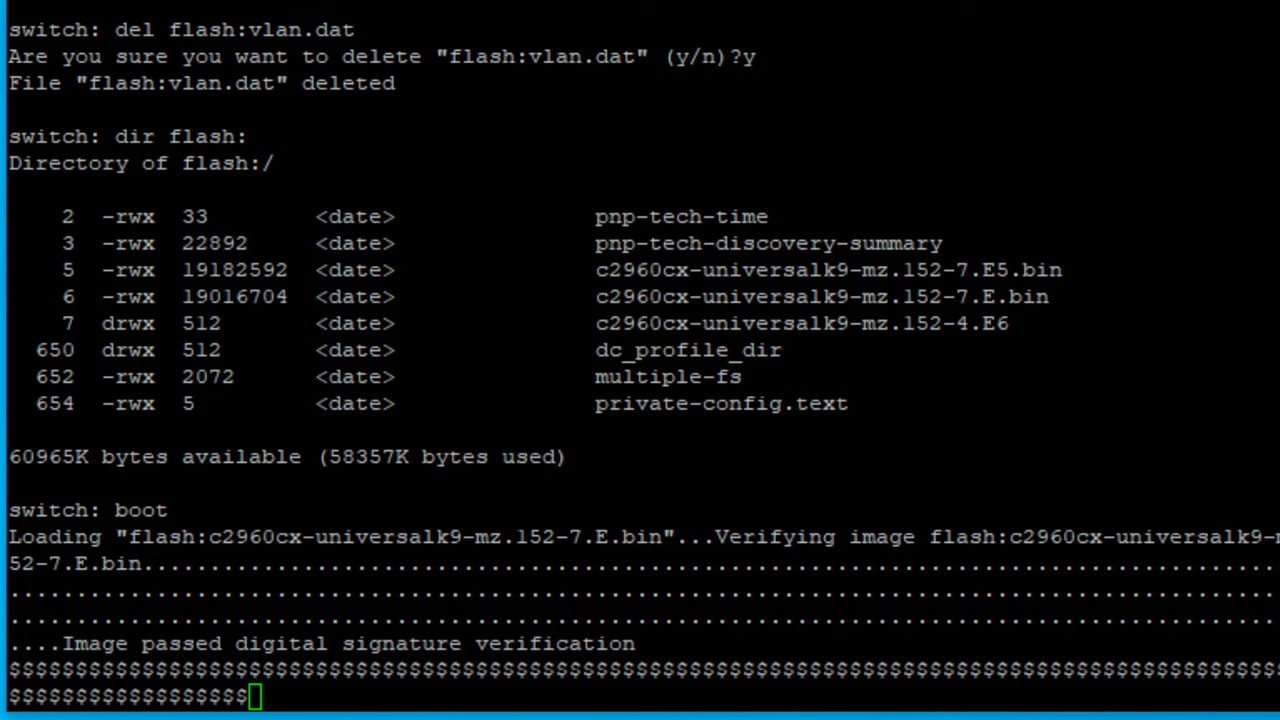 switch: del flash:vlan.dat
Are you sure you want to delete "flash:vlan.dat" (y/n)?y
File "flash:vlan.dat" deleted
switch: dir flash:
Directory of flash:/
2 -rwx 33 <date> pnp-tech-time
3 -rwx 22892 <date> pnp-tech-discovery-summary
5 -rwx 19182592 <date> c2960cx-universalk9-mz.152-7.E5.bin
6 -rwx 19016704 <date> c2960cx-universalk9-mz.152-7.E.bin
7 drwx 512 <date> c2960cx-universalk9-mz.152-4.E6
650 drwx 512 <date> dc_profile_dir
652 -rwx 2072 <date> multiple-fs
654 -rwx 5 <date> private-config.text
60965K bytes available (58357K bytes used)
switch: boot
Loading "flash:c2960cx-universalk9-mz.152-7.E.bin"...Verifying image flash:c2960cx-universalk9-m
52-7.E.bin.....................................................................................
...............................................................................................
...............................................................................................
....Image passed digital signature verification
$$$$$$$$$$$$$$$$$$$$$$$$$$$$$$$$$$$$$$$$$$$$$$$$$$$$$$$$$$$$$$$$$$$$$$$$$$$$$$$$$$$$$$$$$$$$$$$$
$$$$$$$$$$$$$$$$$$